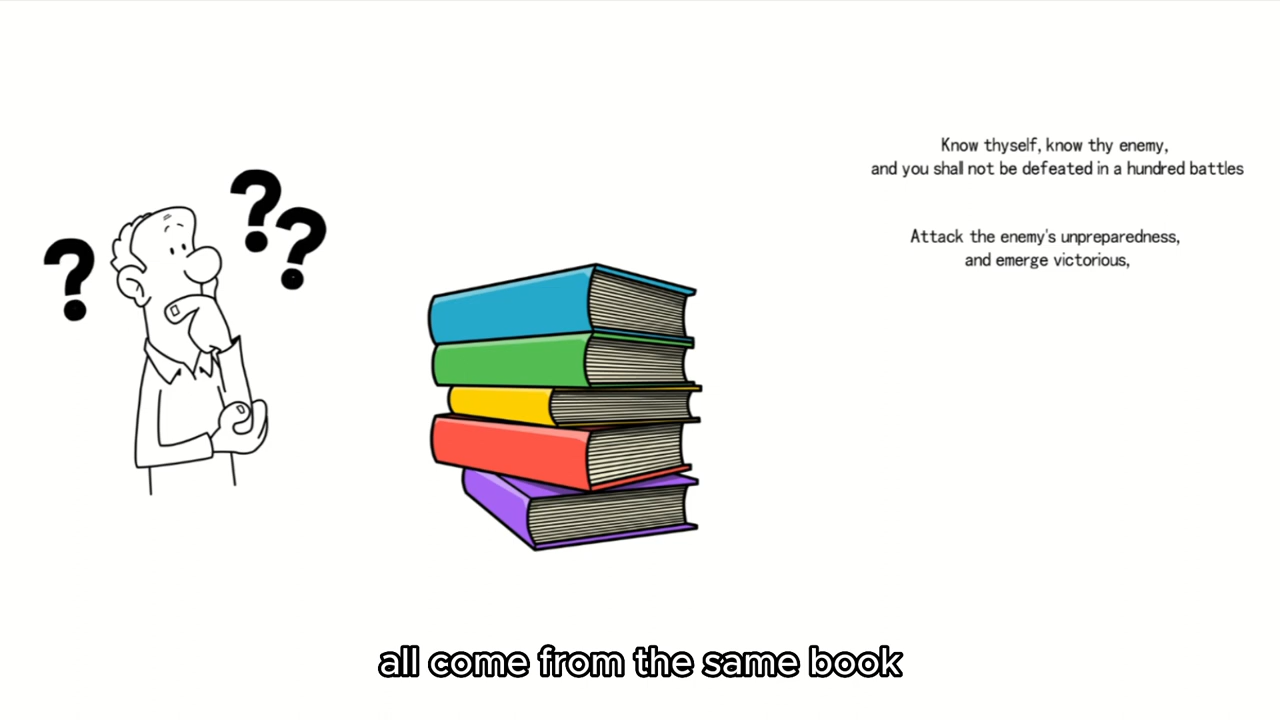 ?
?
?
Know thyself, know thy enemy,
and you shall not be defeated in a hundred battles
Attack the enemy's unpreparedness,
and emerge victorious,
all come from the same book